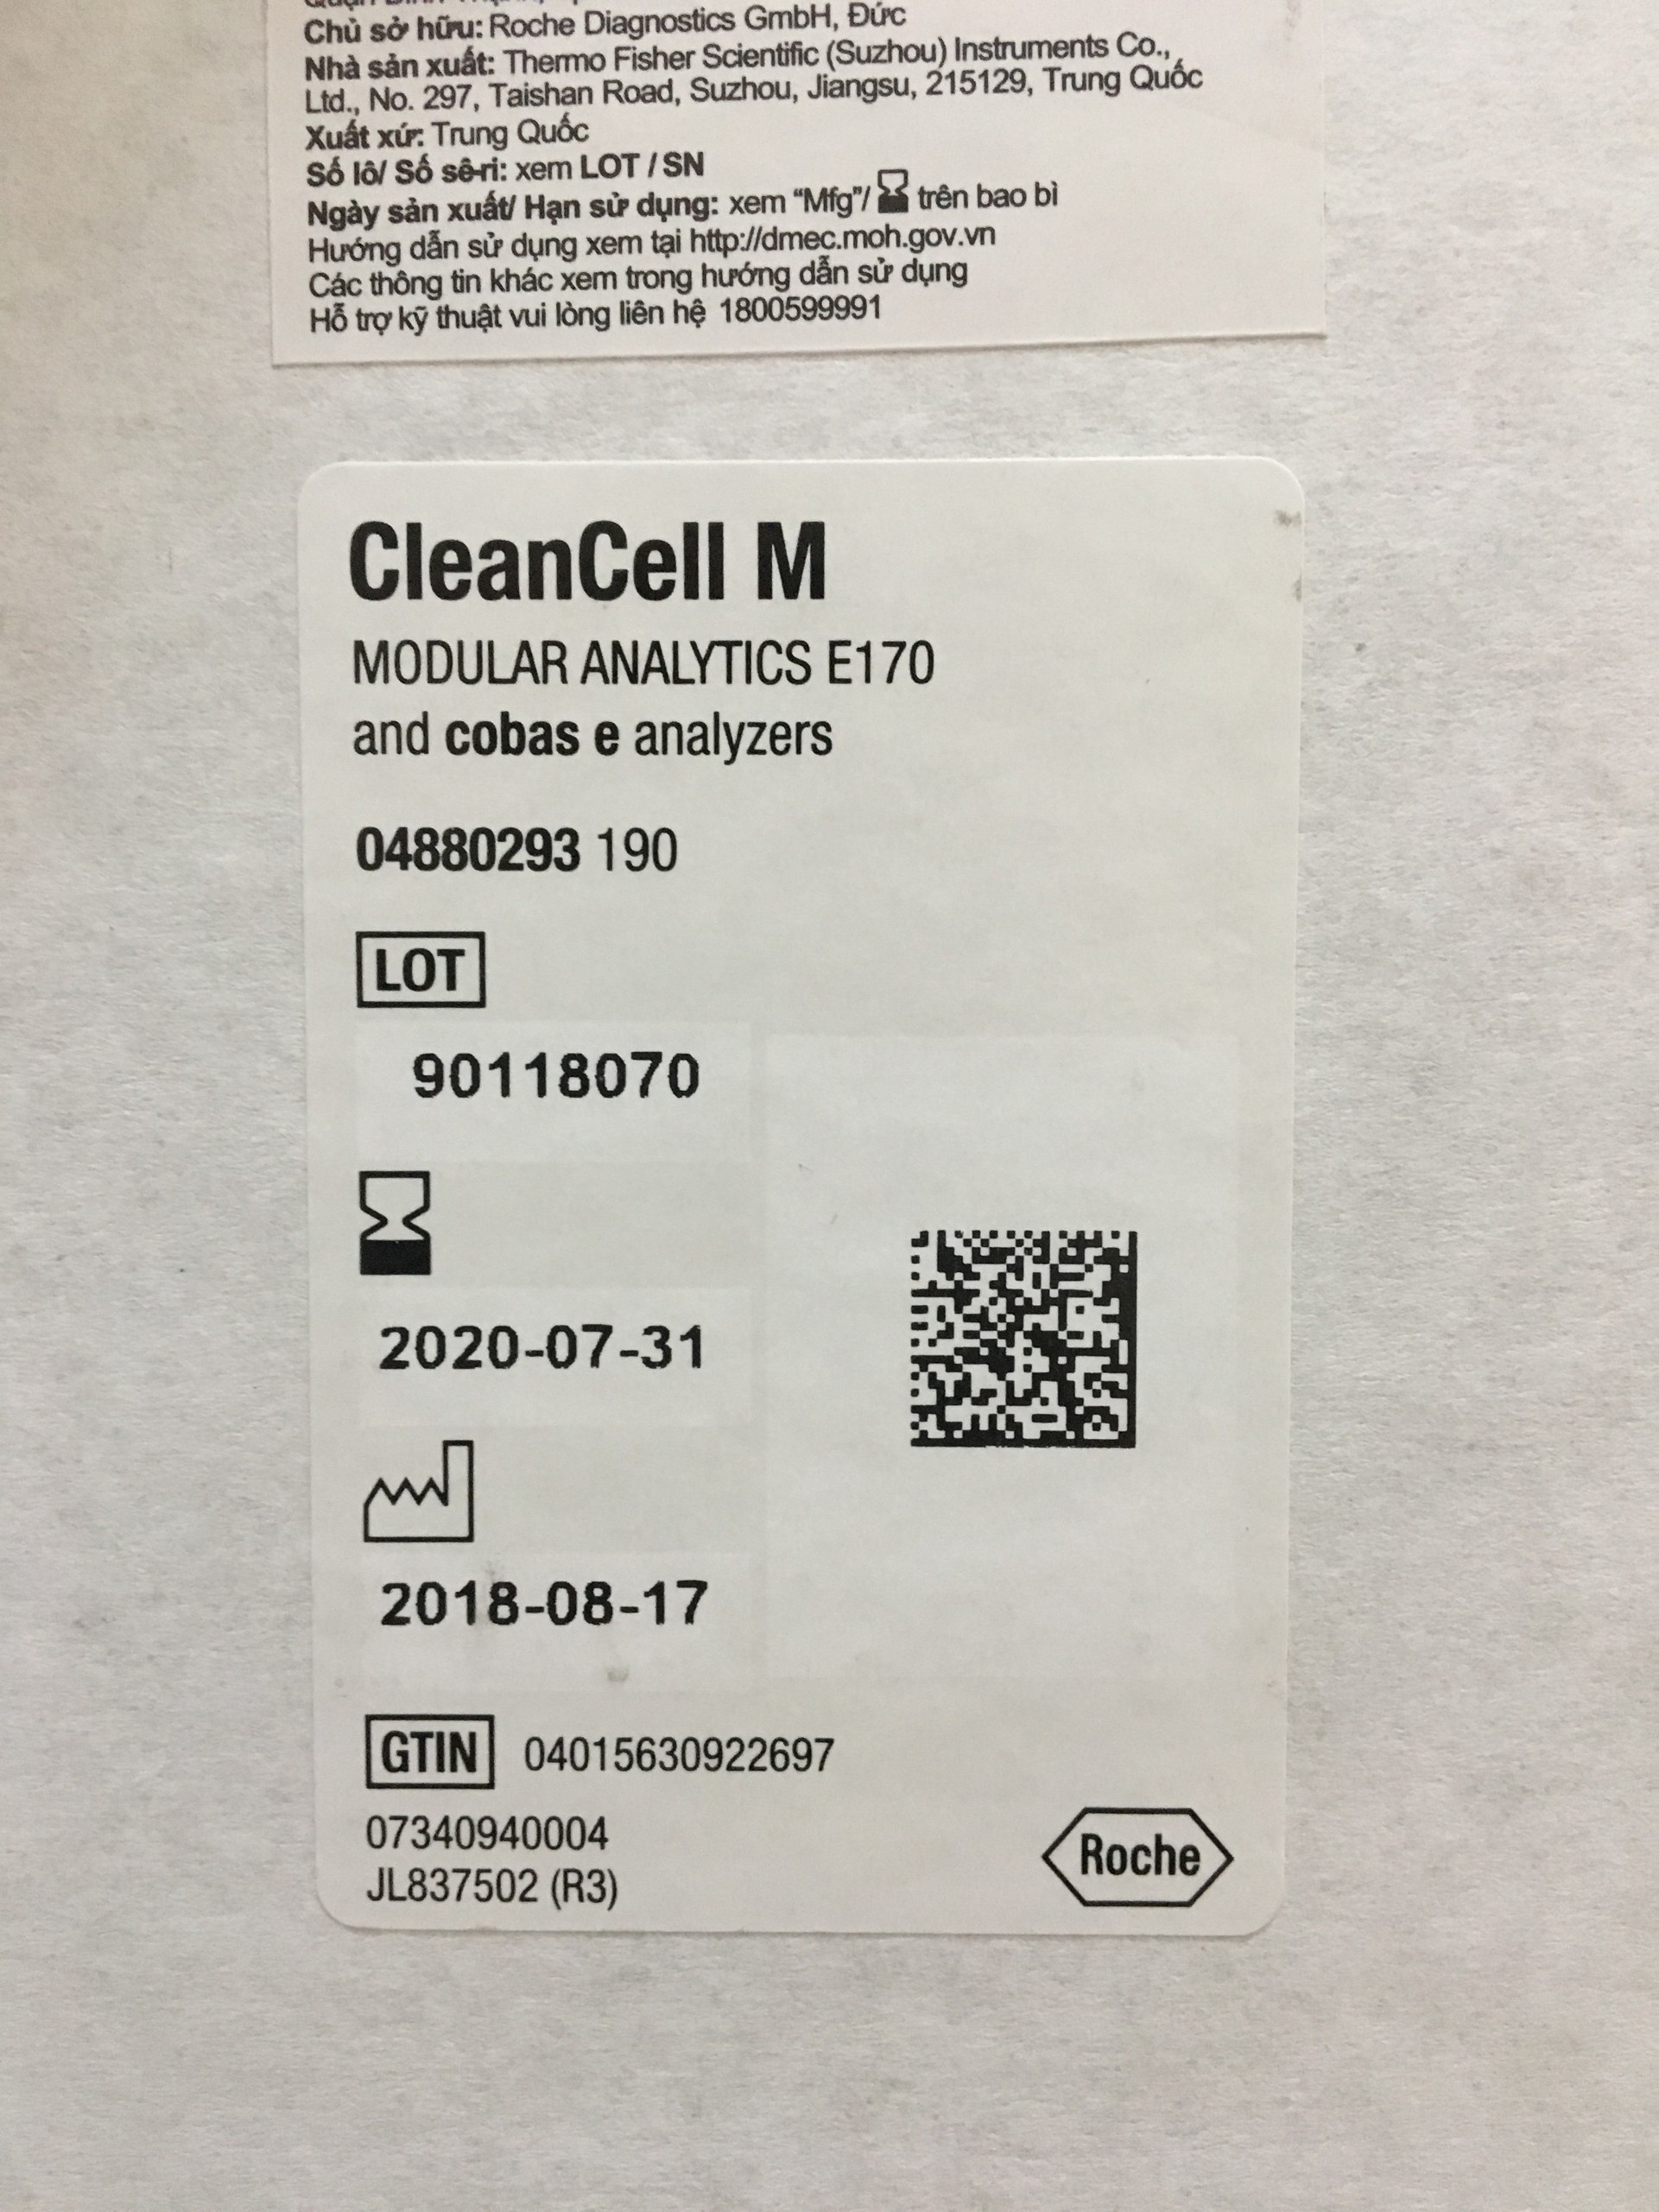 Chủ sở hữu: Roche Diagnostics GmbH, Đức
Nhà sản xuất: Thermo Fisher Scientific (Suzhou) Instruments Co.,
Ltd., No. 297, Taishan Road, Suzhou, Jiangsu, 215129, Trung Quốc
Xuất xứ: Trung Quốc
Số lô/ Số sê-ri: xem LOT / SN
Ngày sản xuất/ Hạn sử dụng: xem “Mfg”/ trên bao bì
Hướng dẫn sử dụng xem tại http://dmec.moh.gov.vn
Các thông tin khác xem trong hướng dẫn sử dụng
Hỗ trợ kỹ thuật vui lòng liên hệ 1800599991
CleanCell M
MODULAR ANALYTICS E170
and cobas e analyzers
04880293 190
LOT
90118070
2020-07-31
2018-08-17
GTIN 04015630922697
07340940004
JL837502 (R3)
Roche